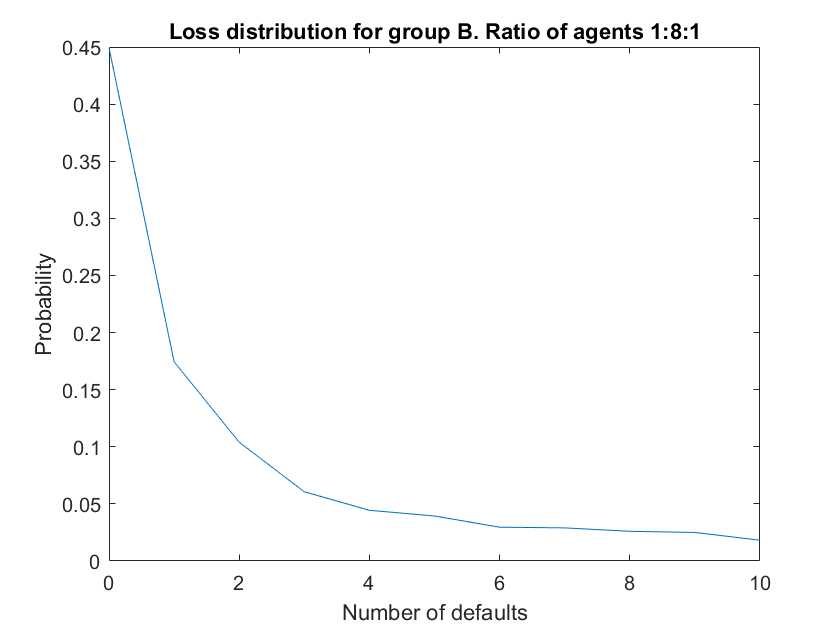 Loss distribution for group B. Ratio of agents 1:8:1
0.45
0.4
0.35
0.3
0.25
0.2
0.15
0.1
0.05
0
Probability
0 2 4 6 8 10
Number of defaults